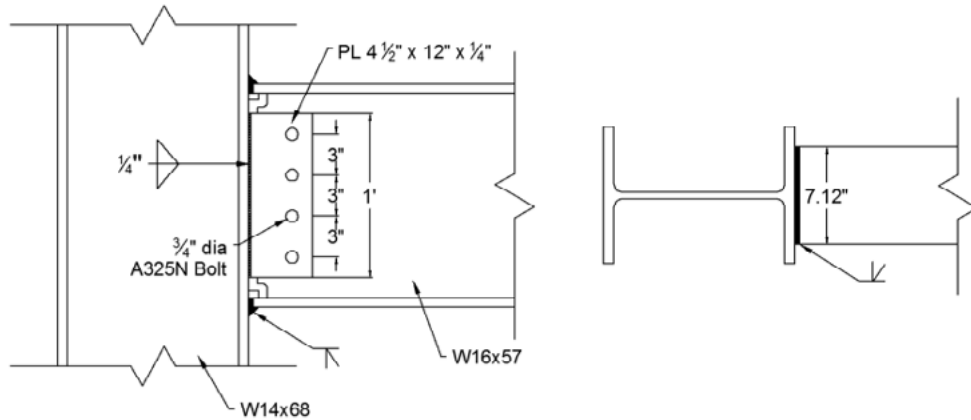 PL 4 ½" x 12" x ¼"
¼"
3"
3"
3"
1'
¾" dia
A325N Bolt
W16x57
W14x68
7.12"